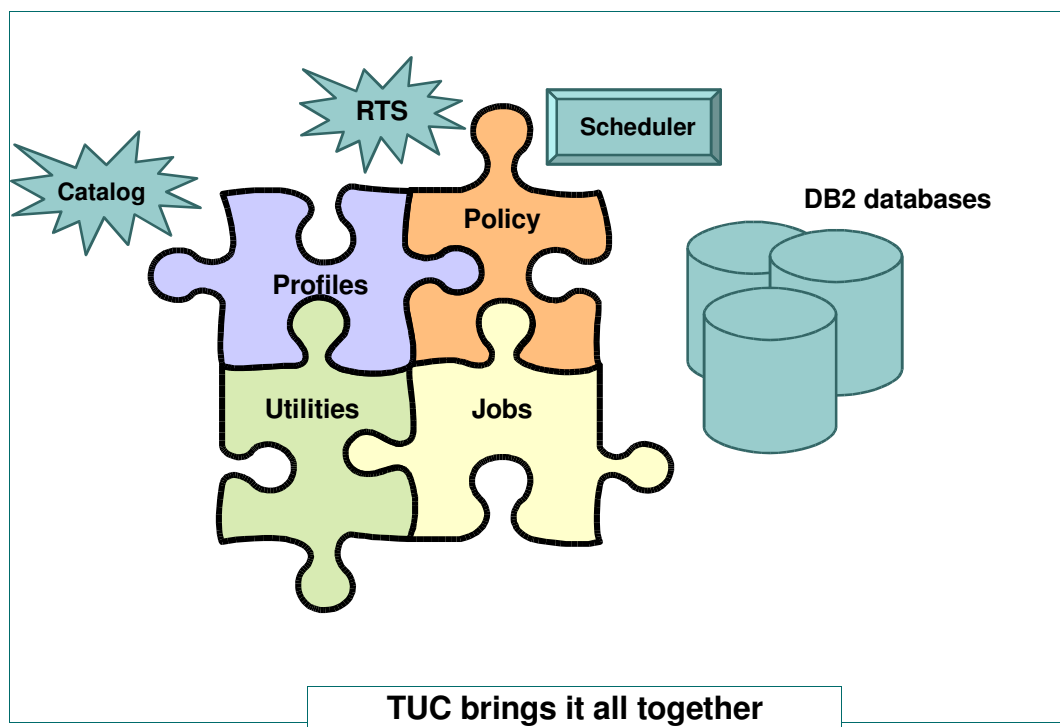 RTS
Scheduler
Catalog
DB2 databases
Policy
Profiles
Utilities
Jobs
TUC brings it all together